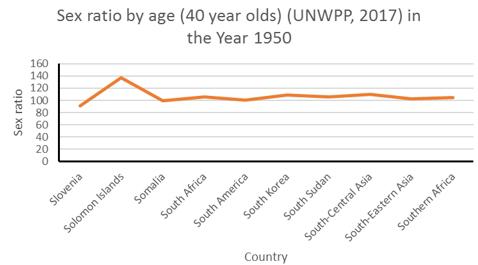 Sex ratio by age (40 year olds) (UNWPP, 2017) in
the Year 1950
160
140
120
100
80
60
40
20
0
Sex ratio
Slovenia
Solomon Islands
Somalia
South Africa
South America
South Korea
South Sudan
South-Central Asia
South-Eastern Asia
Southern Africa
Country